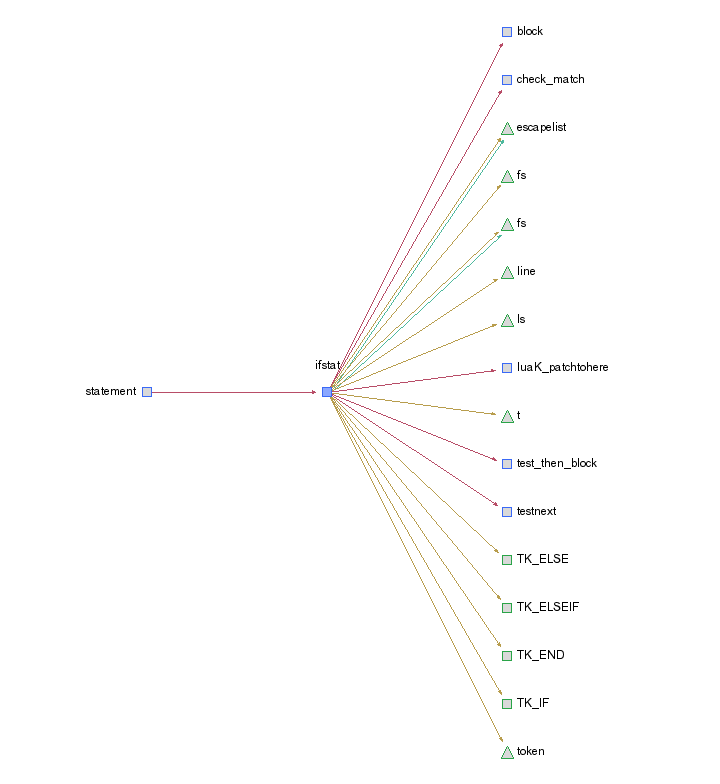 block
check_match
escapelist
fs
fs
line
ls
ifstat
luaK_patchtohere
statement
t
test_then_block
testnext
TK_ELSE
TK_ELSEIF
TK_END
TK_IF
token